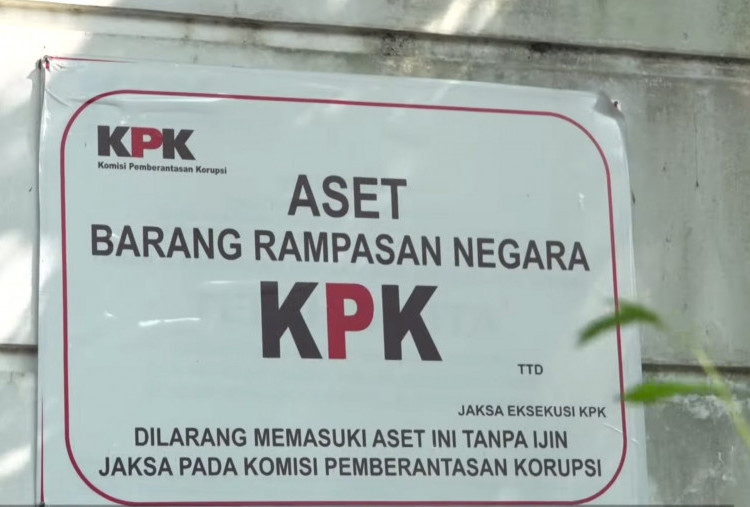 KPK
Komisi Pemberantasan Korupsi
ASET
BARANG RAMPASAN NEGARA
KPK
TTD
JAKSA EKSEKUSI KPK
DILARANG MEMASUKI ASET INI TANPA IJIN
JAKSA PADA KOMISI PEMBERANTASAN KORUPSI